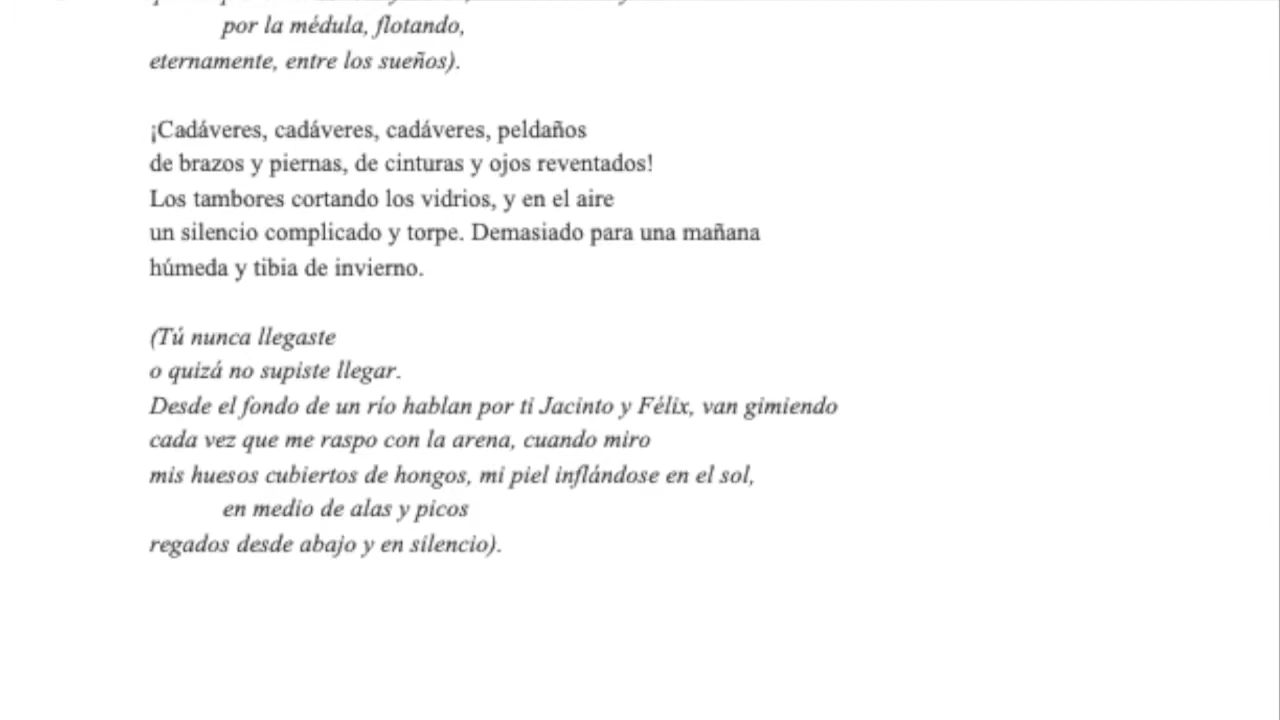 por la médula, flotando,
eternamente, entre los sueños).
¡Cadáveres, cadáveres, cadáveres, peldaños
de brazos y piernas, de cinturas y ojos reventados!
Los tambores cortando los vidrios, y en el aire
un silencio complicado y torpe. Demasiado para una mañana
húmeda y tibia de invierno.
(Tú nunca llegaste
o quizá no supiste llegar.
Desde el fondo de un río hablan por ti Jacinto y Félix, van gimiendo
cada vez que me raspo con la arena, cuando miro
mis huesos cubiertos de hongos, mi piel inflándose en el sol,
en medio de alas y picos
regados desde abajo y en silencio).